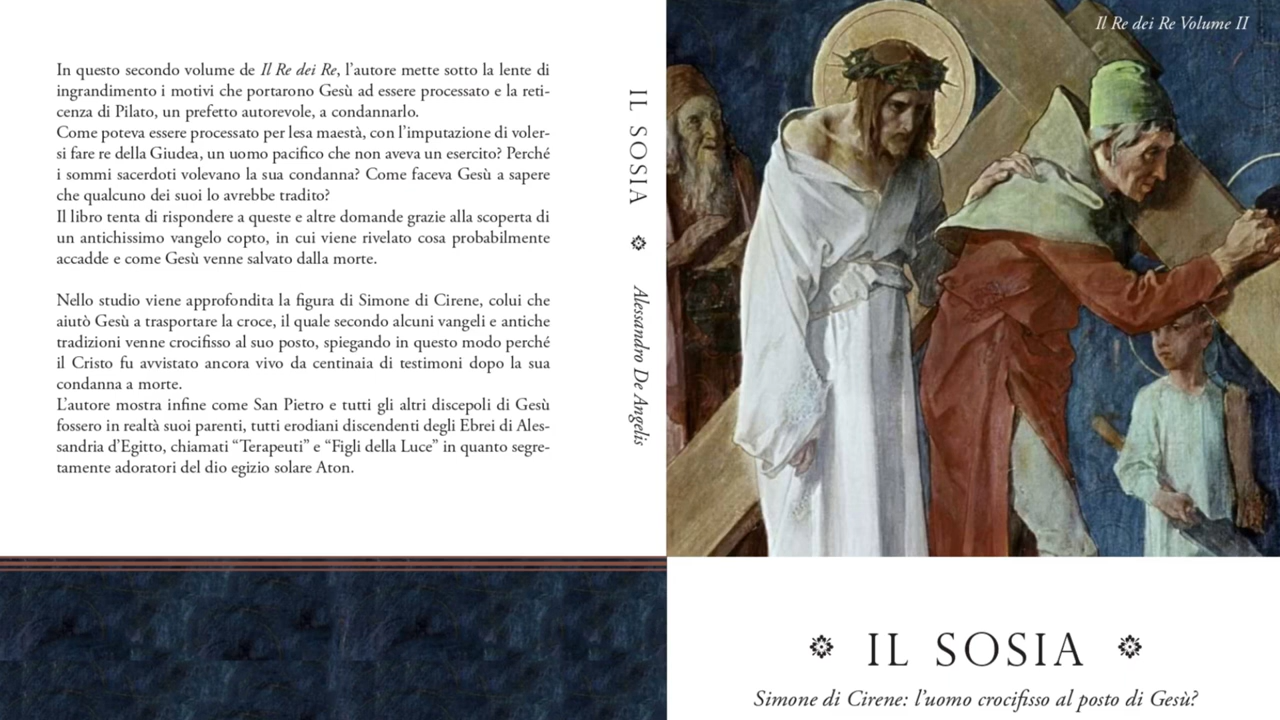 In questo secondo volume de Il Re dei Re, l'autore mette sotto la lente di
ingrandimento i motivi che portarono Gesù ad essere processato e la reti-
cenza di Pilato, un prefetto autorevole, a condannarlo.
Come poteva essere processato per lesa maestà, con l'imputazione di voler-
si fare re della Giudea, un uomo pacifico che non aveva un esercito? Perché
i sommi sacerdoti volevano la sua condanna? Come faceva Gesù a sapere
che qualcuno dei suoi lo avrebbe tradito?
Il libro tenta di rispondere a queste e altre domande grazie alla scoperta di
un antichissimo vangelo copto, in cui viene rivelato cosa probabilmente
accadde e come Gesù venne salvato dalla morte.
Nello studio viene approfondita la figura di Simone di Cirene, colui che
aiutò Gesù a trasportare la croce, il quale secondo alcuni vangeli e antiche
tradizioni venne crocifisso al suo posto, spiegando in questo modo perché
il Cristo fu avvistato ancora vivo da centinaia di testimoni dopo la sua
condanna a morte.
L'autore mostra infine come San Pietro e tutti gli altri discepoli di Gesù
fossero in realtà suoi parenti, tutti erodiani discendenti degli Ebrei di Ales-
sandria d'Egitto, chiamati “Terapeuti” e “Figli della Luce” in quanto segre-
tamente adoratori del dio egizio solare Aton.
IL SOSIA
Alessandro De Angelis
Il Re dei Re Volume II
IL SOSIA
Simone di Cirene: l'uomo crocifisso al posto di Gesù?